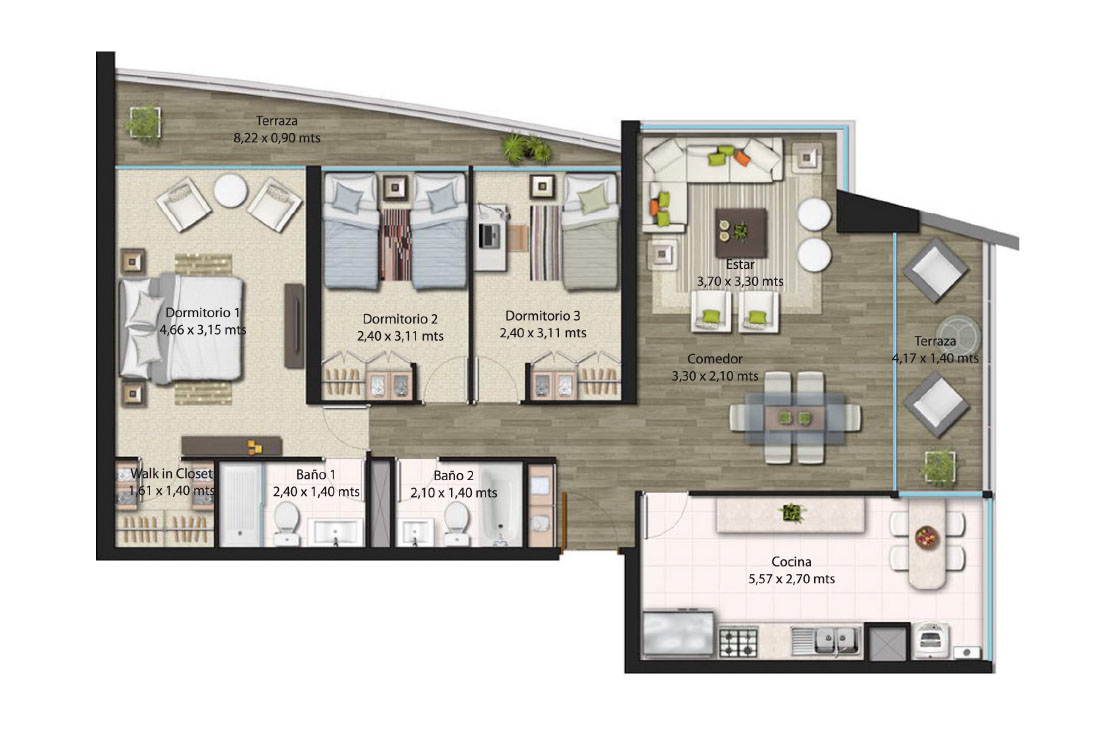 Terraza
8,22 x 0,90 mts
Estar
3,70 x 3,30 mts
Dormitorio 1
4,66 x 3,15 mts
Dormitorio 2
2,40 x 3,11 mts
Dormitorio 3
2,40 x 3,11 mts
Comedor
3,30 x 2,10 mts
Terraza
4,17 x 1,40 mts
Walk in Closet
1,61 x 1,40 mts
Baño 1
2,40 x 1,40 mts
Baño 2
2,10 x 1,40 mts
Cocina
5,57 x 2,70 mts